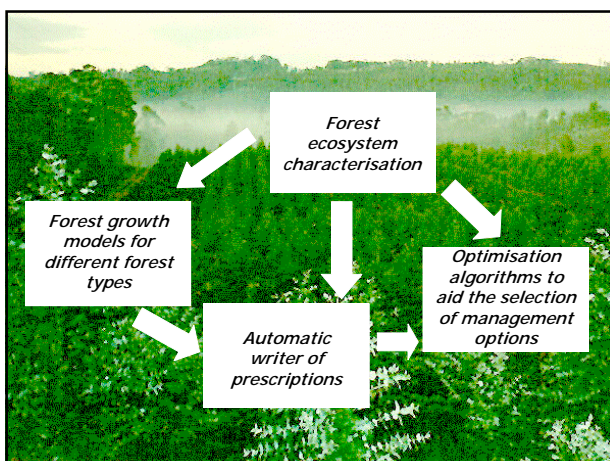 Forest
ecosystem
characterisation
Forest growth
models for
different forest
types
Optimisation
algorithms to
aid the selection
of management
options
Automatic
writer of
prescriptions